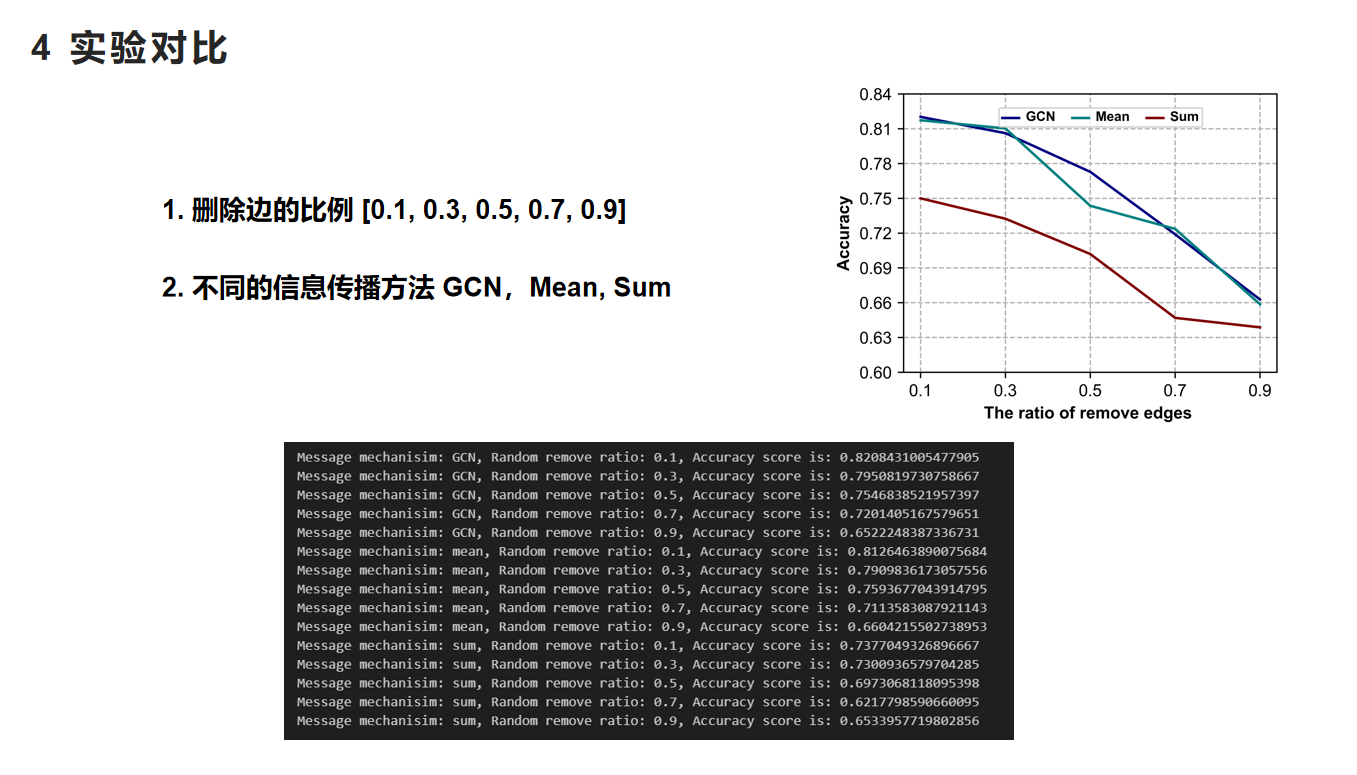 4 实验对比
1. 删除边的比例 [0.1, 0.3, 0.5, 0.7, 0.9]
2. 不同的信息传播方法 GCN，Mean, Sum
0.84
0.81
0.78
0.75
0.72
0.69
0.66
0.63
0.60
Accuracy
GCN Mean Sum
0.1 0.3 0.5 0.7 0.9
The ratio of remove edges
Message mechanisim: GCN, Random remove ratio: 0.1, Accuracy score is: 0.8208431005477905
Message mechanisim: GCN, Random remove ratio: 0.3, Accuracy score is: 0.7950819730758667
Message mechanisim: GCN, Random remove ratio: 0.5, Accuracy score is: 0.7546838521957397
Message mechanisim: GCN, Random remove ratio: 0.7, Accuracy score is: 0.7201405167579651
Message mechanisim: GCN, Random remove ratio: 0.9, Accuracy score is: 0.6522248387336731
Message mechanisim: mean, Random remove ratio: 0.1, Accuracy score is: 0.8126463890075684
Message mechanisim: mean, Random remove ratio: 0.3, Accuracy score is: 0.7909836173057556
Message mechanisim: mean, Random remove ratio: 0.5, Accuracy score is: 0.7593677043914795
Message mechanisim: mean, Random remove ratio: 0.7, Accuracy score is: 0.7113583087921143
Message mechanisim: mean, Random remove ratio: 0.9, Accuracy score is: 0.6604215502738953
Message mechanisim: sum, Random remove ratio: 0.1, Accuracy score is: 0.7377049326896667
Message mechanisim: sum, Random remove ratio: 0.3, Accuracy score is: 0.7300936579704285
Message mechanisim: sum, Random remove ratio: 0.5, Accuracy score is: 0.6973068118095398
Message mechanisim: sum, Random remove ratio: 0.7, Accuracy score is: 0.6217798590660095
Message mechanisim: sum, Random remove ratio: 0.9, Accuracy score is: 0.6533957719802856